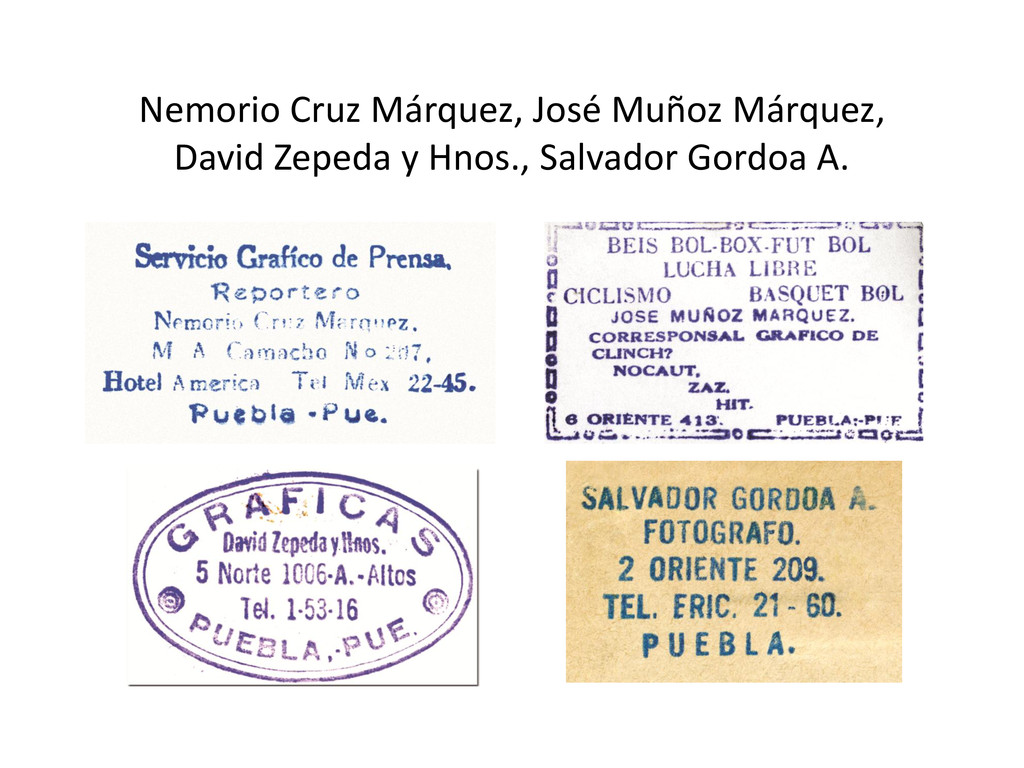 Nemorio Cruz Márquez, José Muñoz Márquez,
David Zepeda y Hnos., Salvador Gordoa A.
Servicio Grafíco de Prensa.
Reportero
Nemorio Cruz Marquez.
M A Camacho No 207,
Hotel America Tel Mex 22-45.
Puebla - Pue.
BEIS BOL-BOX-FUT BOL
LUCHA LIBRE
CICLISMO BASQUET BOL
JOSE MUÑOZ MARQUEZ.
CORRESPONSAL GRAFICO DE
CLINCH?
NOCAUT,
ZAZ.
HIT.
6 ORIENTE 413. PUEBLA,-PUE
GRAFICAS
David Zepeda y Hnos.
5 Norte 1006-A.-Altos
Tel. 1-53-16
PUEBLA,-PUE.
SALVADOR GORDOA A.
FOTOGRAFO.
2 ORIENTE 209.
TEL. ERIC. 21 - 60.
PUEBLA.